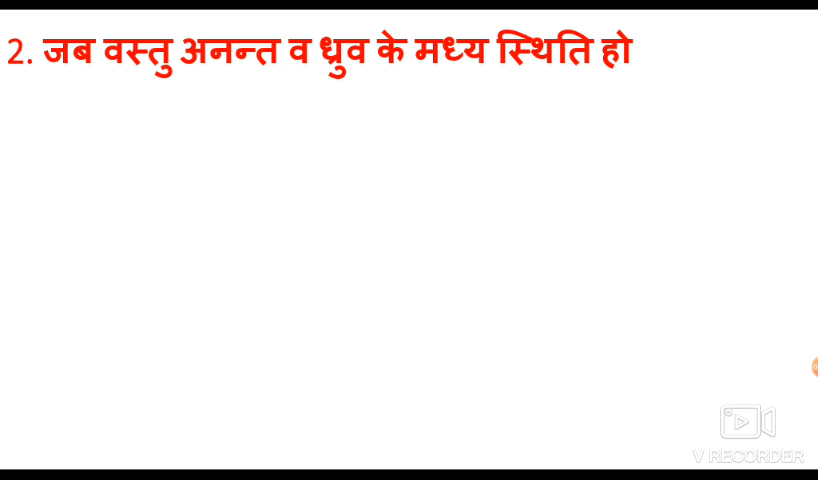 2. जब वस्तु अनन्त व ध्रुव के मध्य स्थिति हो
V RECORDER